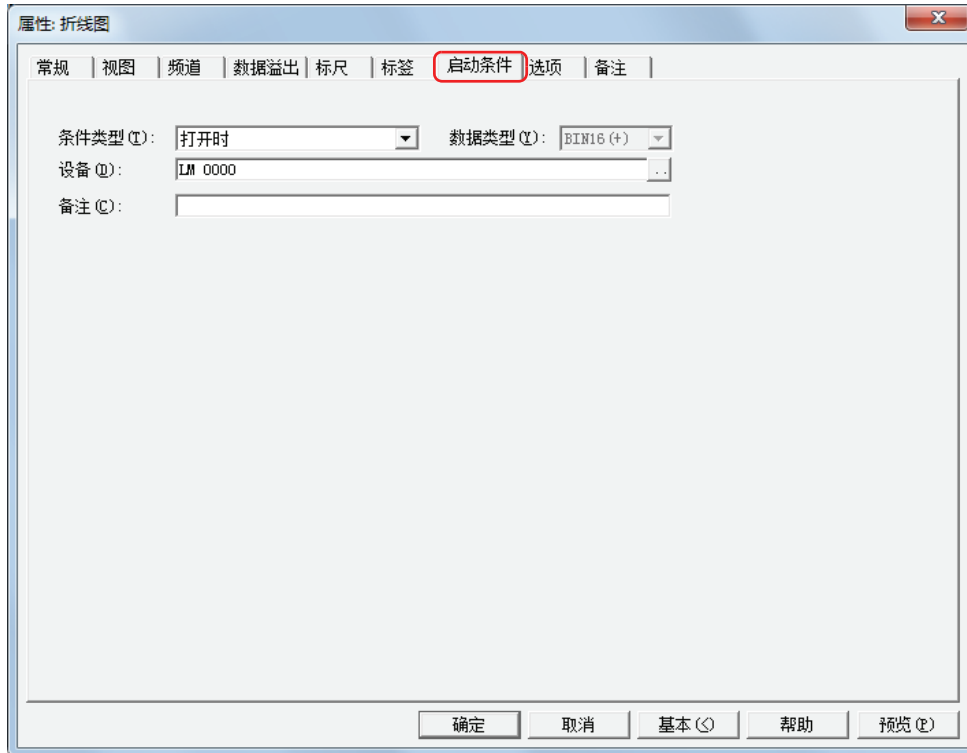 属性: 折线图
常规 视图 频道 数据溢出 标尺 标签 启动条件 选项 备注
条件类型(T): 打开时 数据类型(Y): BIN16(+)
设备(D): LM 0000 ..
备注(C):
确定 取消 基本(<) 帮助 预览(P)